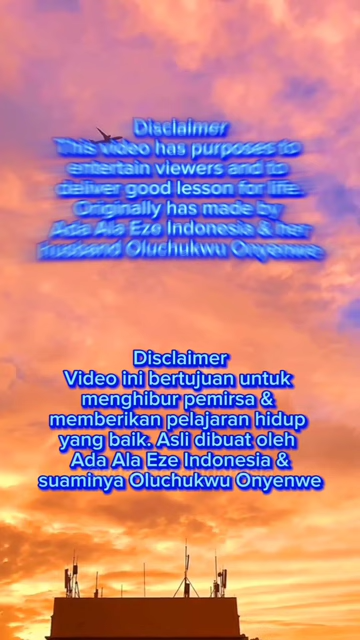 Disclaimer
This video has purposes to
entertain viewers and to
deliver good lesson for life.
Originally has made by
Ada Ala Eze Indonesia & her
husband Oluchukwu Onyenwe
Disclaimer
Video ini bertujuan untuk
menghibur pemirsa &
memberikan pelajaran hidup
yang baik. Asli dibuat oleh
Ada Ala Eze Indonesia &
suaminya Oluchukwu Onyenwe